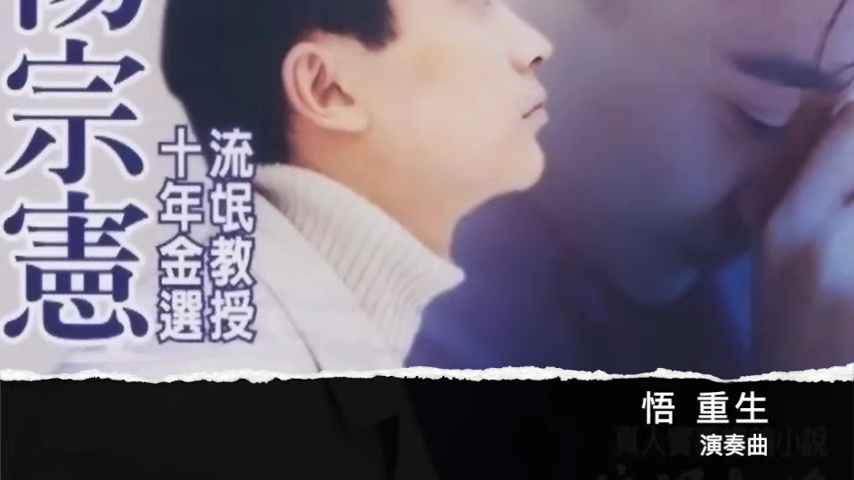 宗憲
流氓教授
十年金選
悟 重生
演奏曲